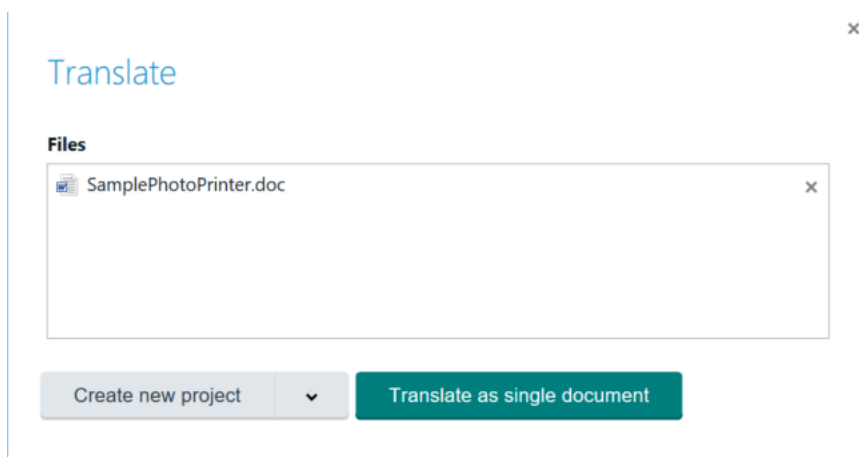 Translate
Files
SamplePhotoPrinter.doc
Create new project
Translate as single document